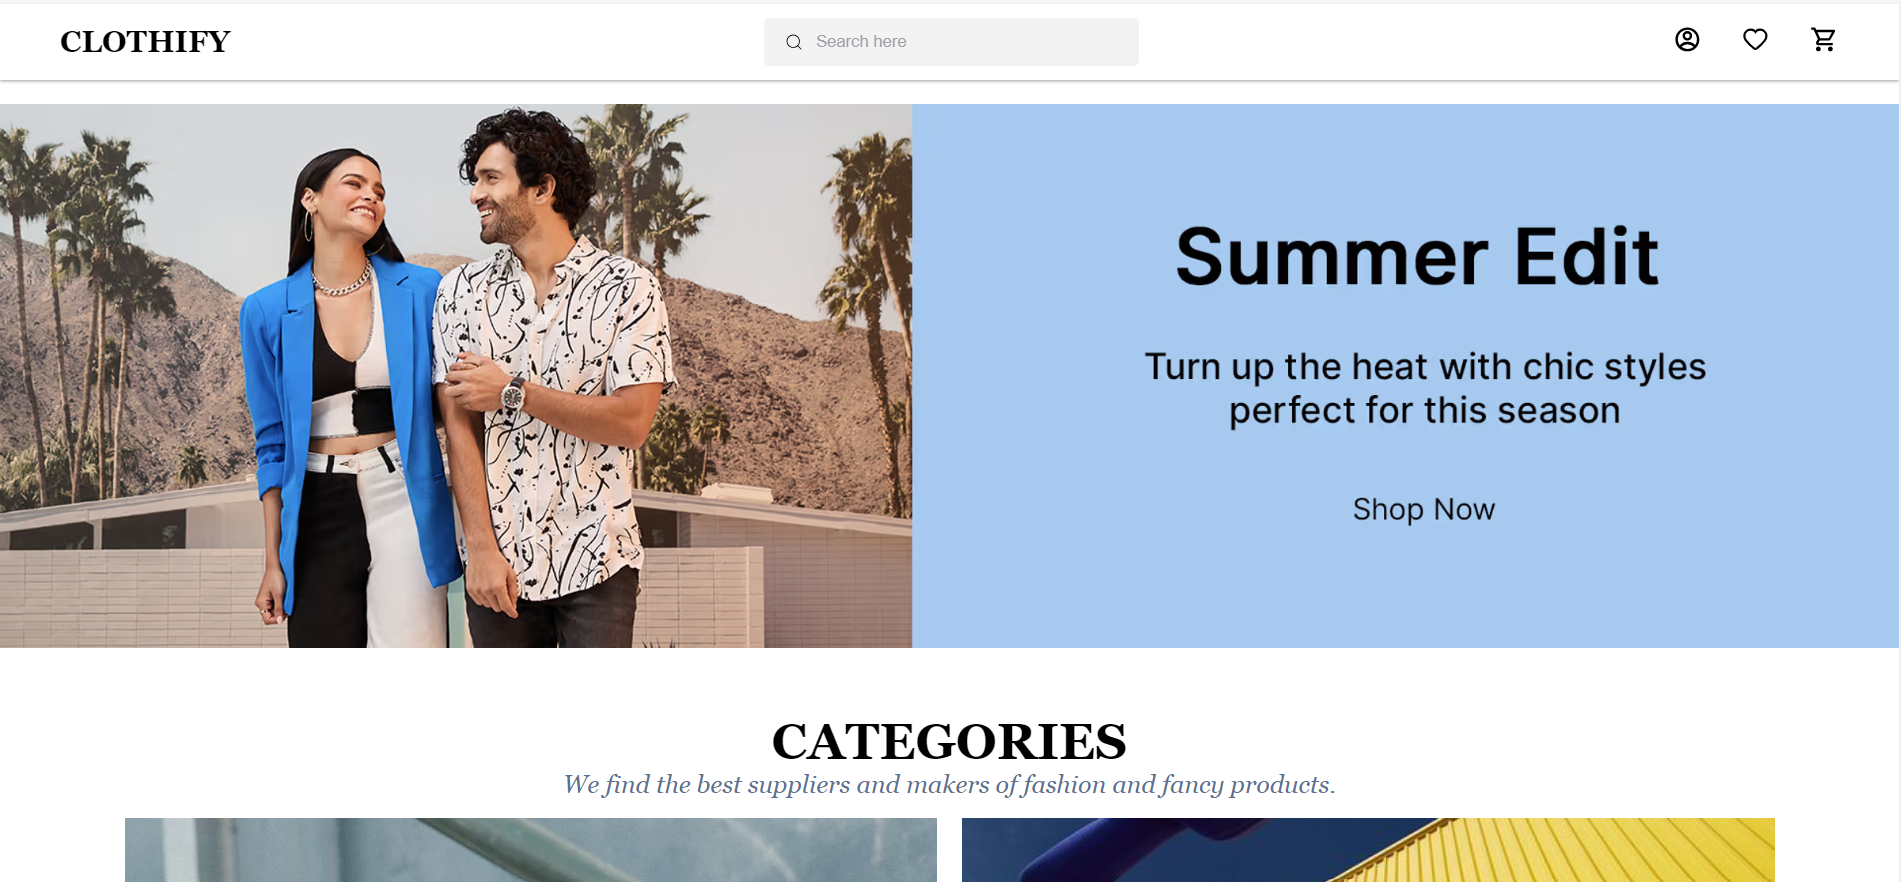 CLOTHIFY
Search here
Summer Edit
Turn up the heat with chic styles
perfect for this season
Shop Now
CATEGORIES
We find the best suppliers and makers of fashion and fancy products.